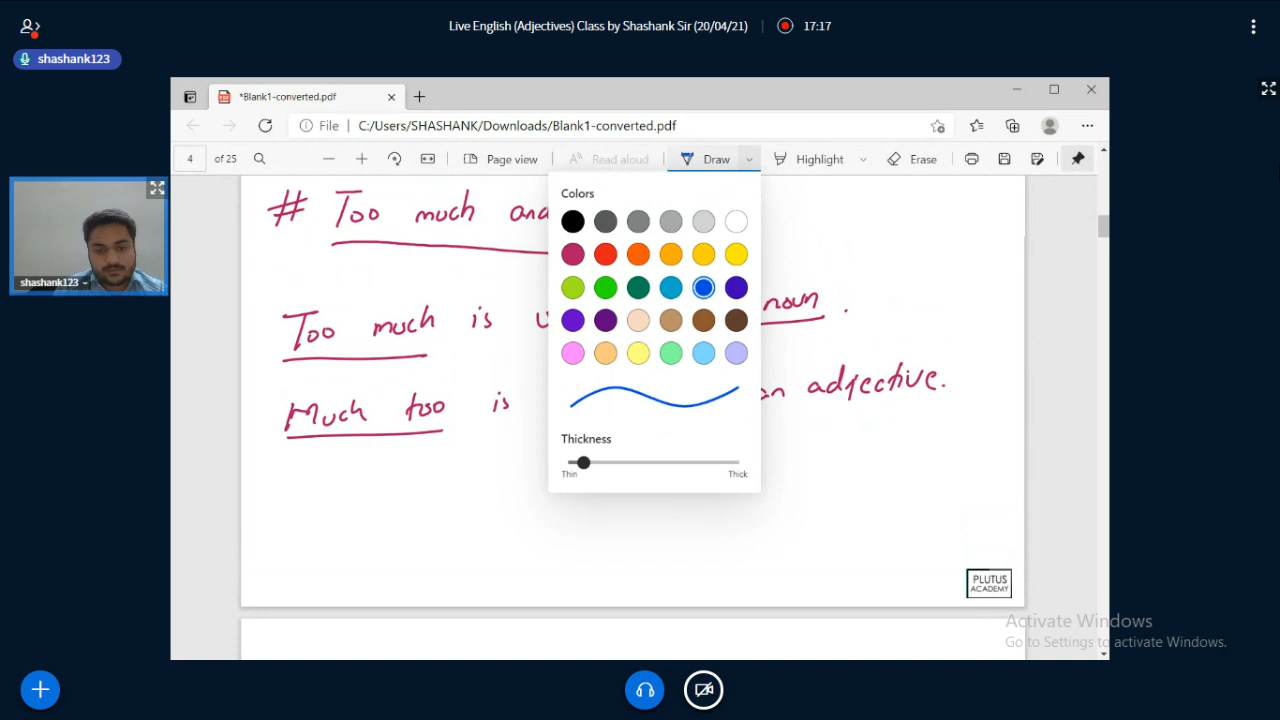 Live English (Adjectives) Class by Shashank Sir (20/04/21)
17:17
shashank123
*Blank1-converted.pdf
File
C:/Users/SHASHANK/Downloads/Blank1-converted.pdf
4 of 25
Page view
Read aloud
Draw
Highlight
Erase
Colors
# Too much and
Too much is noun.
Much too is an adjective.
Thickness
Thin Thick
shashank123
PLUTUS
ACADEMY
Activate Windows
Go to Settings to activate Windows.